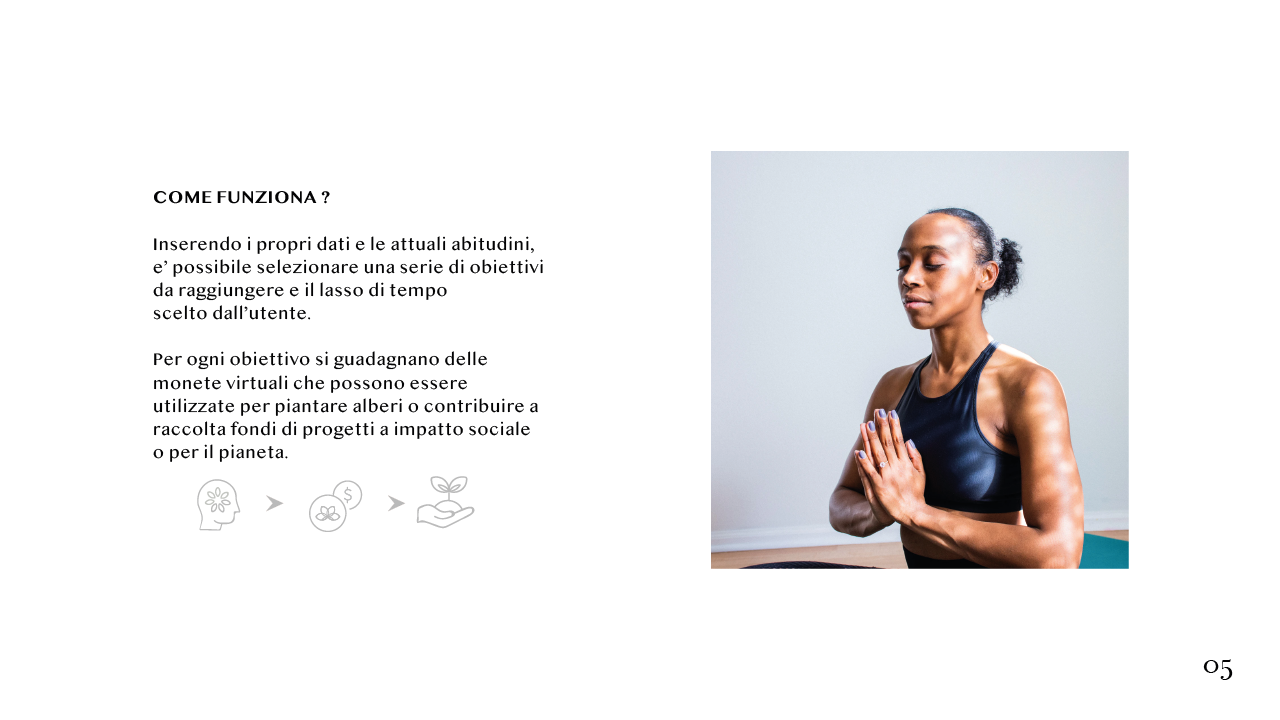 COME FUNZIONA ?
Inserendo i propri dati e le attuali abitudini,
e’ possibile selezionare una serie di obiettivi
da raggiungere e il lasso di tempo
scelto dall’utente.
Per ogni obiettivo si guadagnano delle
monete virtuali che possono essere
utilizzate per piantare alberi o contribuire a
raccolta fondi di progetti a impatto sociale
o per il pianeta.
$
05